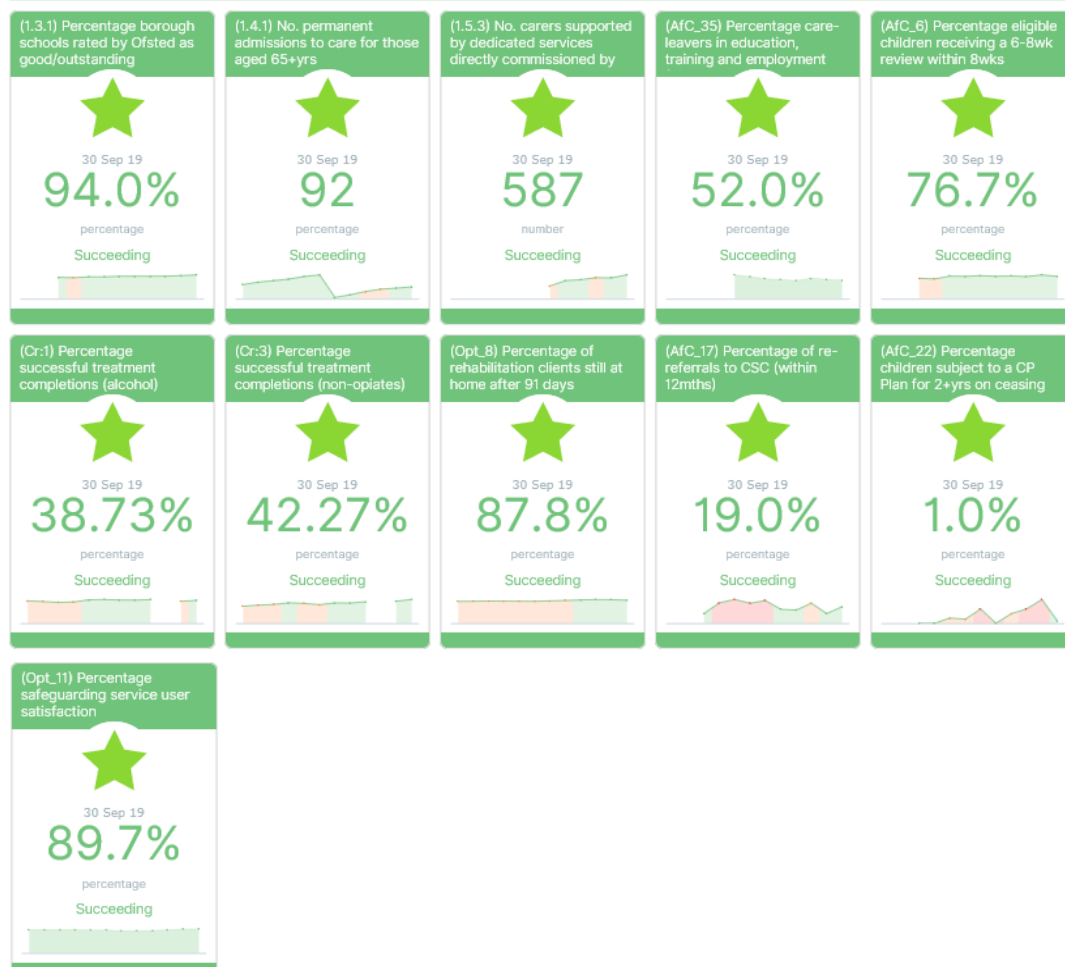 (1.3.1) Percentage borough
schools rated by Ofsted as
good/outstanding
30 Sep 19
94.0%
percentage
Succeeding
(1.4.1) No. permanent
admissions to care for those
aged 65+yrs
30 Sep 19
92
percentage
Succeeding
(1.5.3) No. carers supported
by dedicated services
directly commissioned by
30 Sep 19
587
number
Succeeding
(AfC_35) Percentage care-
leavers in education,
training and employment
30 Sep 19
52.0%
percentage
Succeeding
(AfC_6) Percentage eligible
children receiving a 6-8wk
review within 8wks
30 Sep 19
76.7%
percentage
Succeeding
(Cr:1) Percentage
successful treatment
completions (alcohol)
30 Sep 19
38.73%
percentage
Succeeding
(Cr:3) Percentage
successful treatment
completions (non-opiates)
30 Sep 19
42.27%
percentage
Succeeding
(Opt_8) Percentage of
rehabilitation clients still at
home after 91 days
30 Sep 19
87.8%
percentage
Succeeding
(AfC_17) Percentage of re-
referrals to CSC (within
12mths)
30 Sep 19
19.0%
percentage
Succeeding
(AfC_22) Percentage
children subject to a CP
Plan for 2+yrs on ceasing
30 Sep 19
1.0%
percentage
Succeeding
(Opt_11) Percentage
safeguarding service user
satisfaction
30 Sep 19
89.7%
percentage
Succeeding